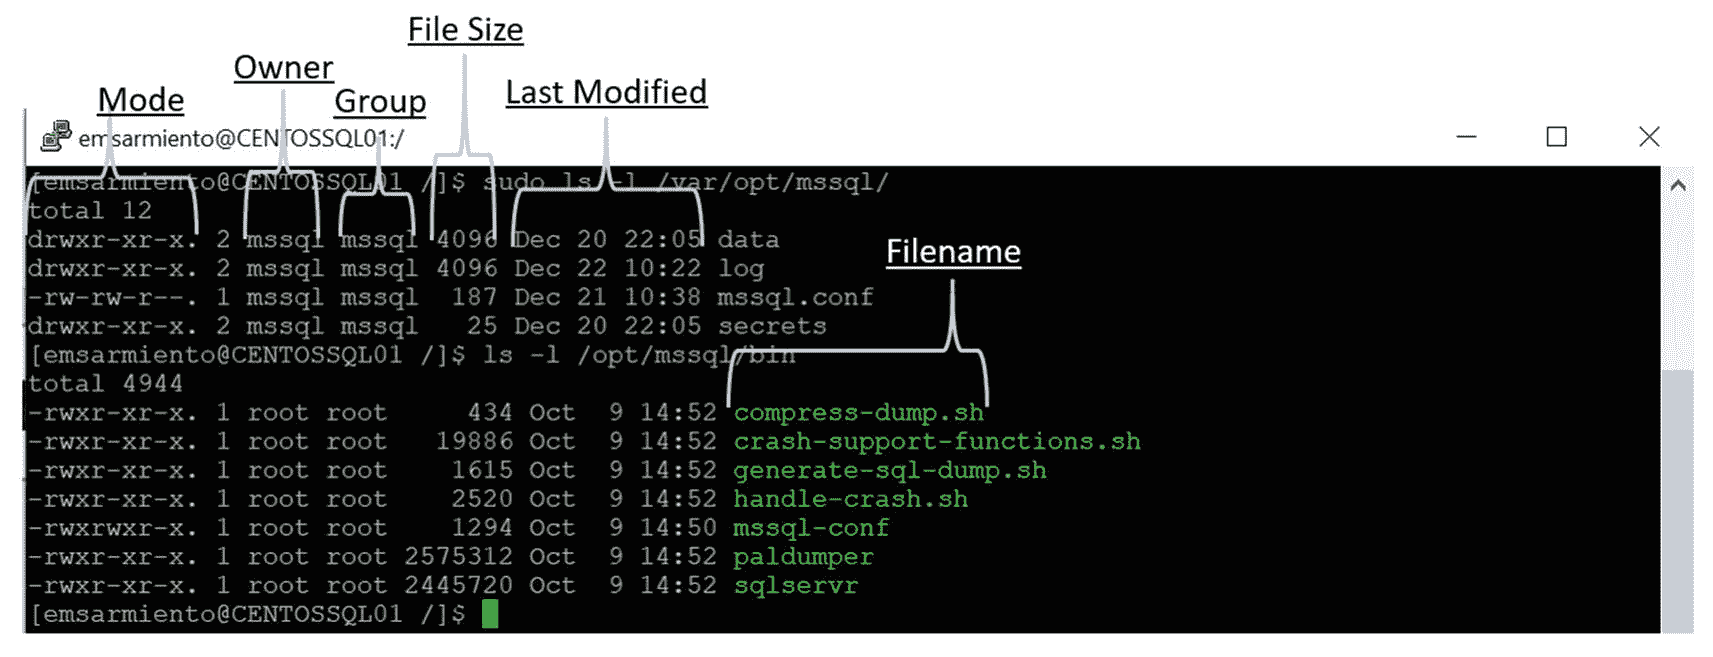 File Size
Owner
Mode
Group
Last Modified
emsarmiento@CENTOSSQL01:/
[emsarmiento@CENTOSSQL01 /]$ sudo ls -l /var/opt/mssql/
total 12
drwxr-xr-x. 2 mssql mssql 4096 Dec 20 22:05 data
Filename
drwxr-xr-x. 2 mssql mssql 4096 Dec 22 10:22 log
-rw-rw-r--. 1 mssql mssql  187 Dec 21 10:38 mssql.conf
drwxr-xr-x. 2 mssql mssql   25 Dec 20 22:05 secrets
[emsarmiento@CENTOSSQL01 /]$ ls -l /opt/mssql/bin
total 4944
-rwxr-xr-x. 1 root root     434 Oct  9 14:52 compress-dump.sh
-rwxr-xr-x. 1 root root   19886 Oct  9 14:52 crash-support-functions.sh
-rwxr-xr-x. 1 root root    1615 Oct  9 14:52 generate-sql-dump.sh
-rwxr-xr-x. 1 root root    2520 Oct  9 14:52 handle-crash.sh
-rwxrwxr-x. 1 root root    1294 Oct  9 14:50 mssql-conf
-rwxr-xr-x. 1 root root 2575312 Oct  9 14:52 paldumper
-rwxr-xr-x. 1 root root 2445720 Oct  9 14:52 sqlservr
[emsarmiento@CENTOSSQL01 /]$